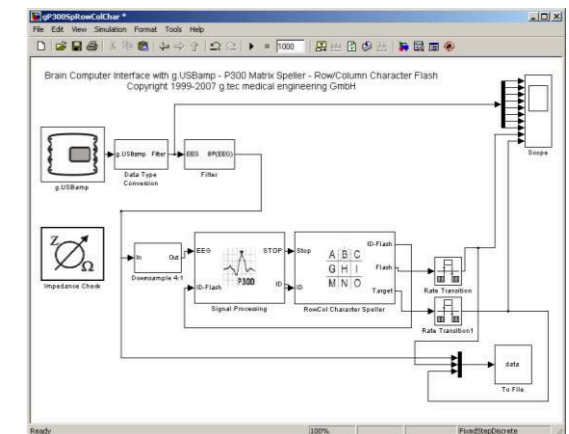 gP300SpRowColChar *
File Edit View Simulation Format Tools Help
1000
Brain Computer Interface with g.USBamp - P300 Matrix Speller - Row/Column Character Flash
Copyright 1999-2007 g.tec medical engineering GmbH
g.USBamp
g.USBamp Filter
Data Type
Conversion
EEG BP(EEG)
Filter
Scope
Z
Ω
Impedance Check
In Out
Downsample 4:1
EEG
STOP
P300
ID-Flash
ID
Signal Processing
Stop
ID
A B C
G H I
M N O
ID-Flash
Flash
Target
RowCol Character Speller
Rate Transition
Rate Transition1
data
To File
Ready
100%
FixedStepDiscrete